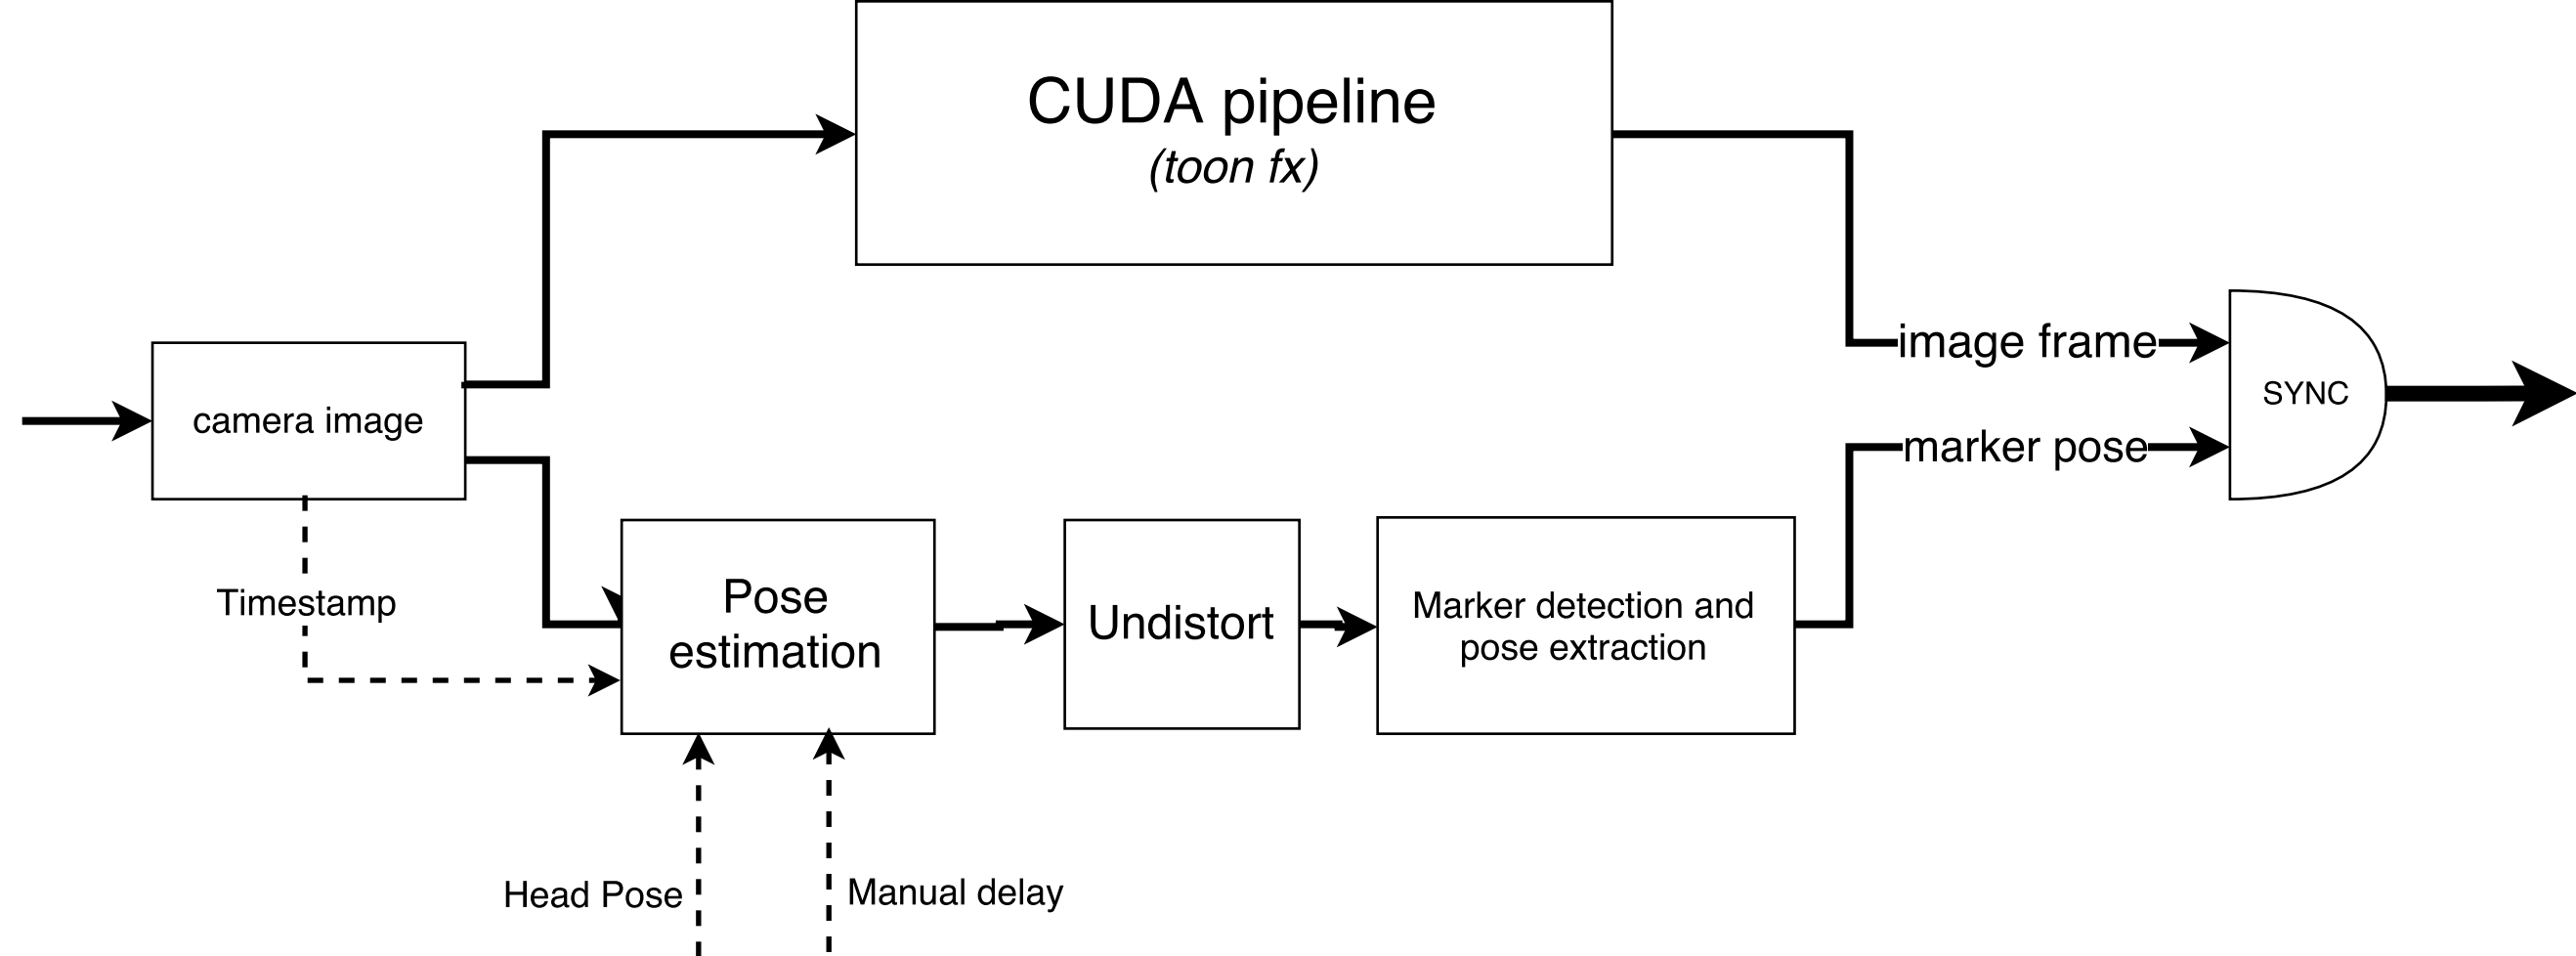 CUDA pipeline
(toon fx)
image frame
SYNC
camera image
marker pose
Timestamp
Pose
estimation
Undistort
Marker detection and
pose extraction
Head Pose
Manual delay